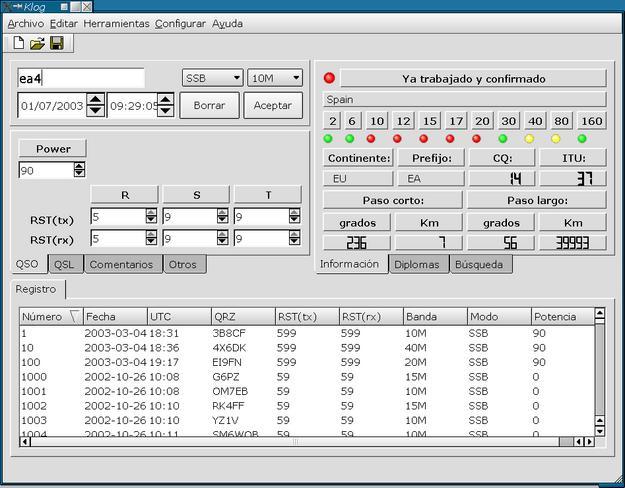 Klog
Archivo Editar Herramientas Configurar Ayuda
ea4 SSB 10M
01/07/2003 09:29:05 Borrar Aceptar
Power
90
R S T
RST(tx) 5 9 9
RST(rx) 5 9 9
QSO QSL Comentarios Otros
Ya trabajado y confirmado
Spain
2 6 10 12 15 17 20 30 40 80 160
Continente: Prefijo: CQ: ITU:
EU EA 14 37
Paso corto: Paso largo:
grados Km grados Km
236 7 56 39993
Información Diplomas Búsqueda
Registro
Número Fecha UTC QRZ RST(tx) RST(rx) Banda Modo Potencia
1 2003-03-04 18:31 3B8CF 599 599 10M SSB 90
10 2003-03-04 18:36 4X6DK 599 599 40M SSB 90
100 2003-03-04 19:17 EI9FN 599 599 20M SSB 90
1000 2002-10-26 10:08 G6PZ 59 59 15M SSB 0
1001 2002-10-26 10:08 OM7EB 59 59 10M SSB 0
1002 2002-10-26 10:10 RK4FF 59 59 15M SSB 0
1003 2002-10-26 10:10 YZ1V 59 59 10M SSB 0
1004 2002-10-26 10:11 SM6WQB 59 59 10M SSB 0